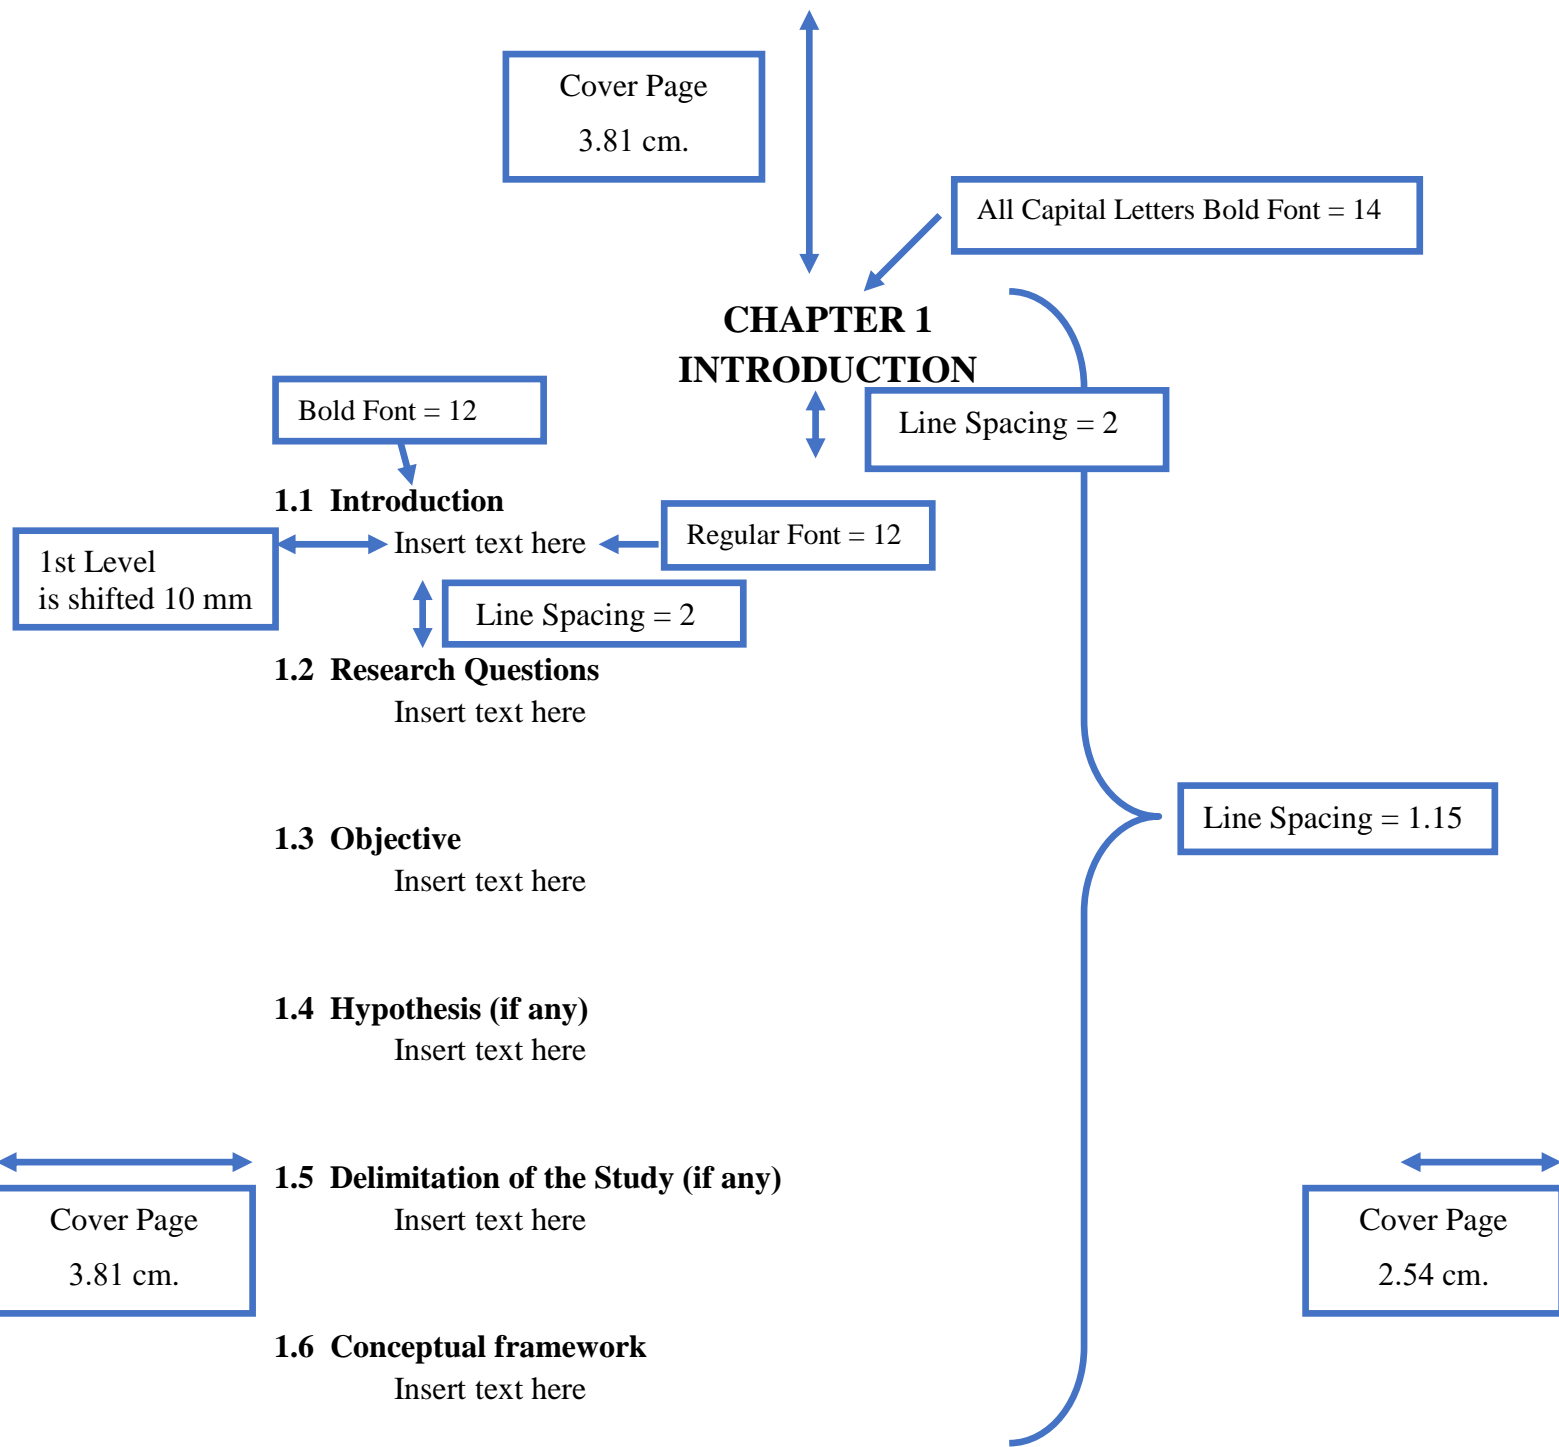 Cover Page
3.81 cm.
All Capital Letters Bold Font = 14
CHAPTER 1
INTRODUCTION
Bold Font = 12
Line Spacing = 2
1.1 Introduction
Insert text here
Regular Font = 12
1st Level
is shifted 10 mm
Line Spacing = 2
1.2 Research Questions
Insert text here
Line Spacing = 1.15
1.3 Objective
Insert text here
1.4 Hypothesis (if any)
Insert text here
1.5 Delimitation of the Study (if any)
Insert text here
Cover Page
3.81 cm.
Cover Page
2.54 cm.
1.6 Conceptual framework
Insert text here